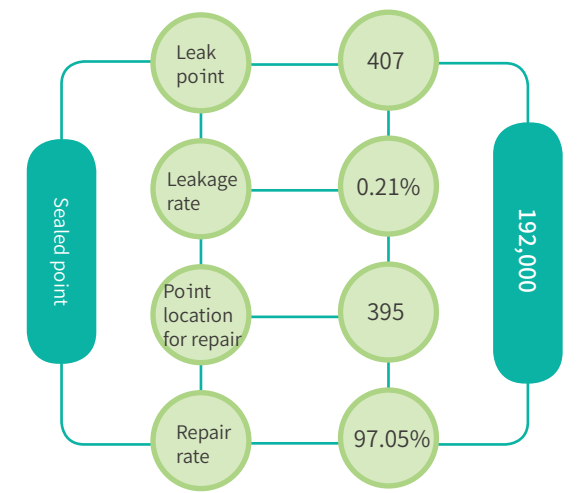 Sealed point
Leak
point
407
Leakage
rate
0.21%
Point
location
for repair
395
Repair
rate
97.05%
192,000